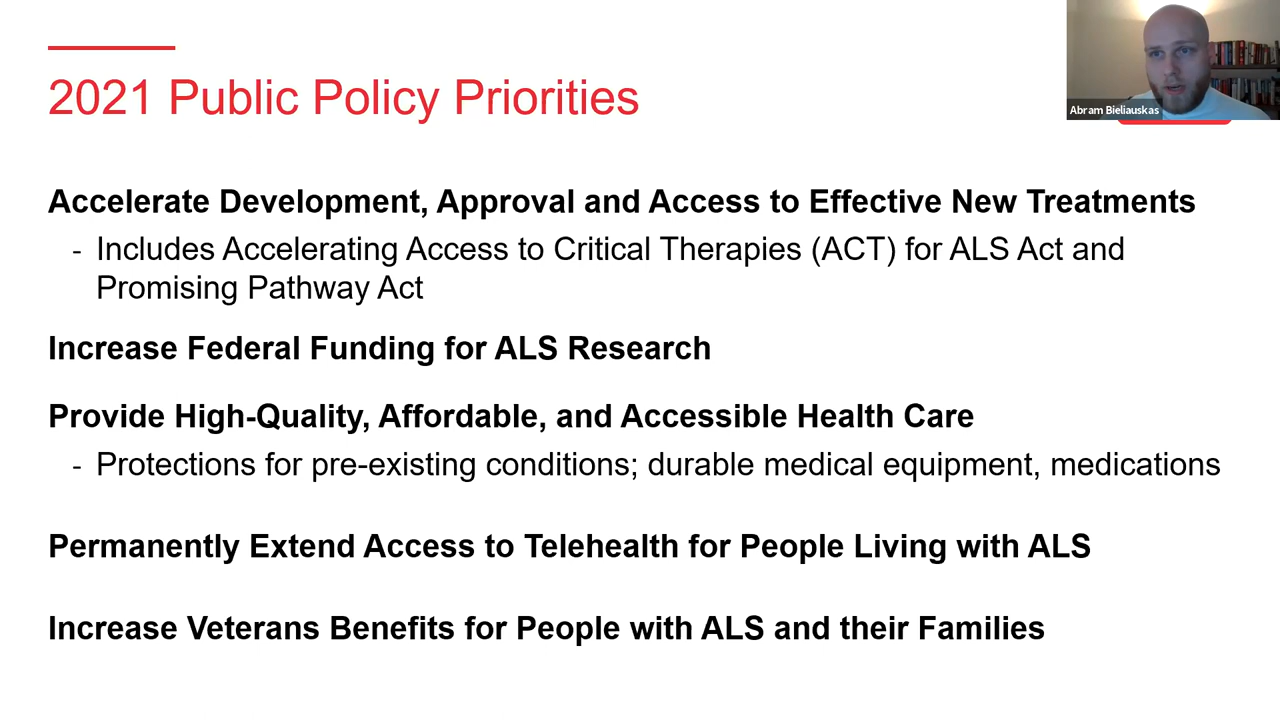 2021 Public Policy Priorities
Abram Bieliauskas
Accelerate Development, Approval and Access to Effective New Treatments
- Includes Accelerating Access to Critical Therapies (ACT) for ALS Act and
Promising Pathway Act
Increase Federal Funding for ALS Research
Provide High-Quality, Affordable, and Accessible Health Care
- Protections for pre-existing conditions; durable medical equipment, medications
Permanently Extend Access to Telehealth for People Living with ALS
Increase Veterans Benefits for People with ALS and their Families